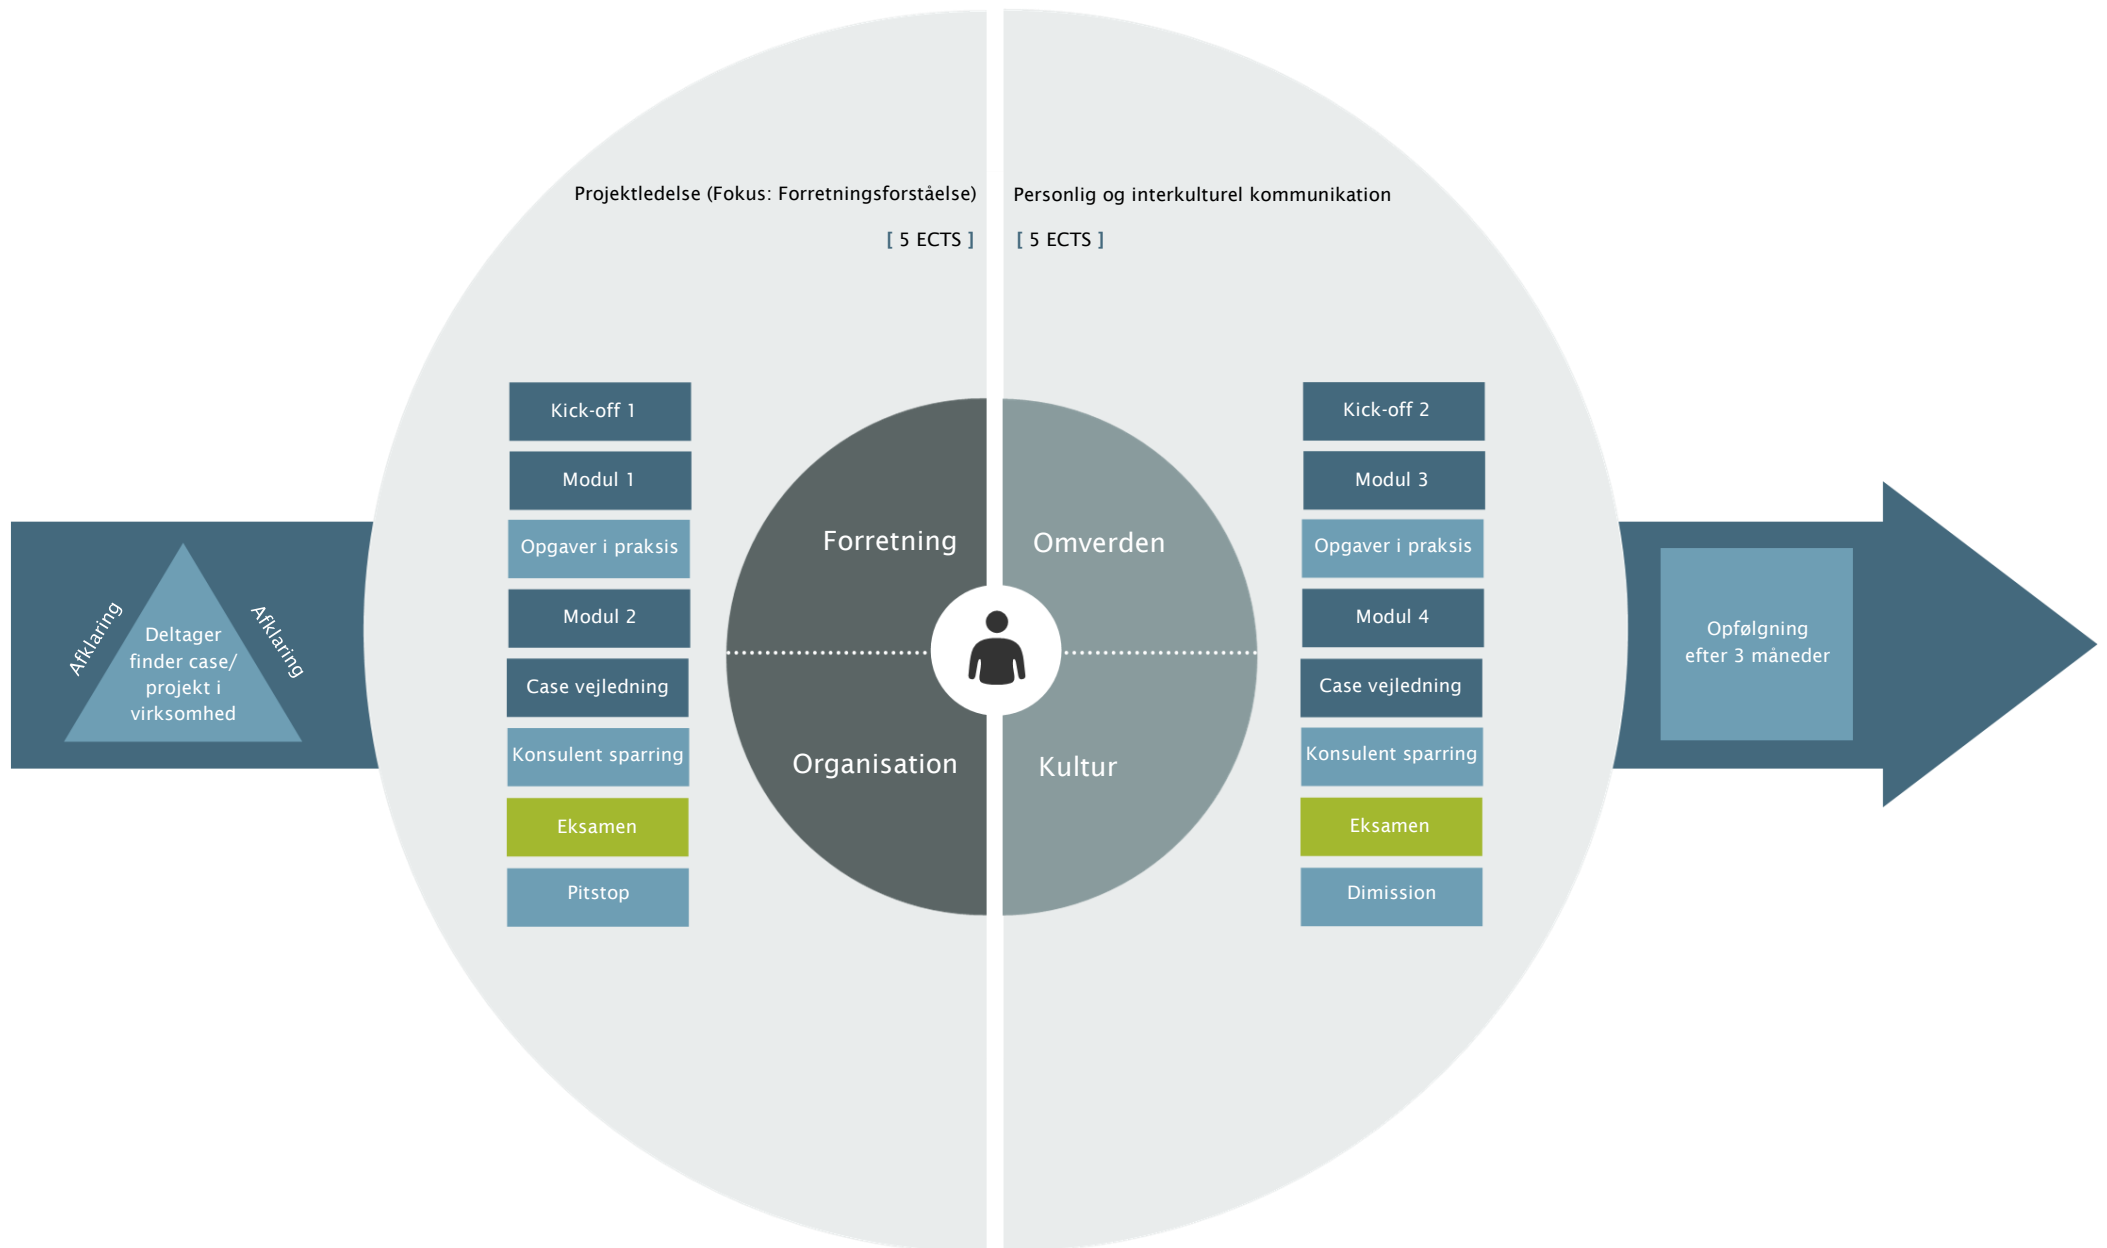 Projektledelse (Fokus: Forretningsforståelse)
[ 5 ECTS ]
Personlig og interkulturel kommunikation
[ 5 ECTS ]
Afklaring
Afklaring
Deltager
finder case/
projekt i
virksomhed
Kick-off 1
Modul 1
Opgaver i praksis
Modul 2
Case vejledning
Konsulent sparring
Eksamen
Pitstop
Forretning
Omverden
Organisation
Kultur
Kick-off 2
Modul 3
Opgaver i praksis
Modul 4
Case vejledning
Konsulent sparring
Eksamen
Dimission
Opfølgning
efter 3 måneder